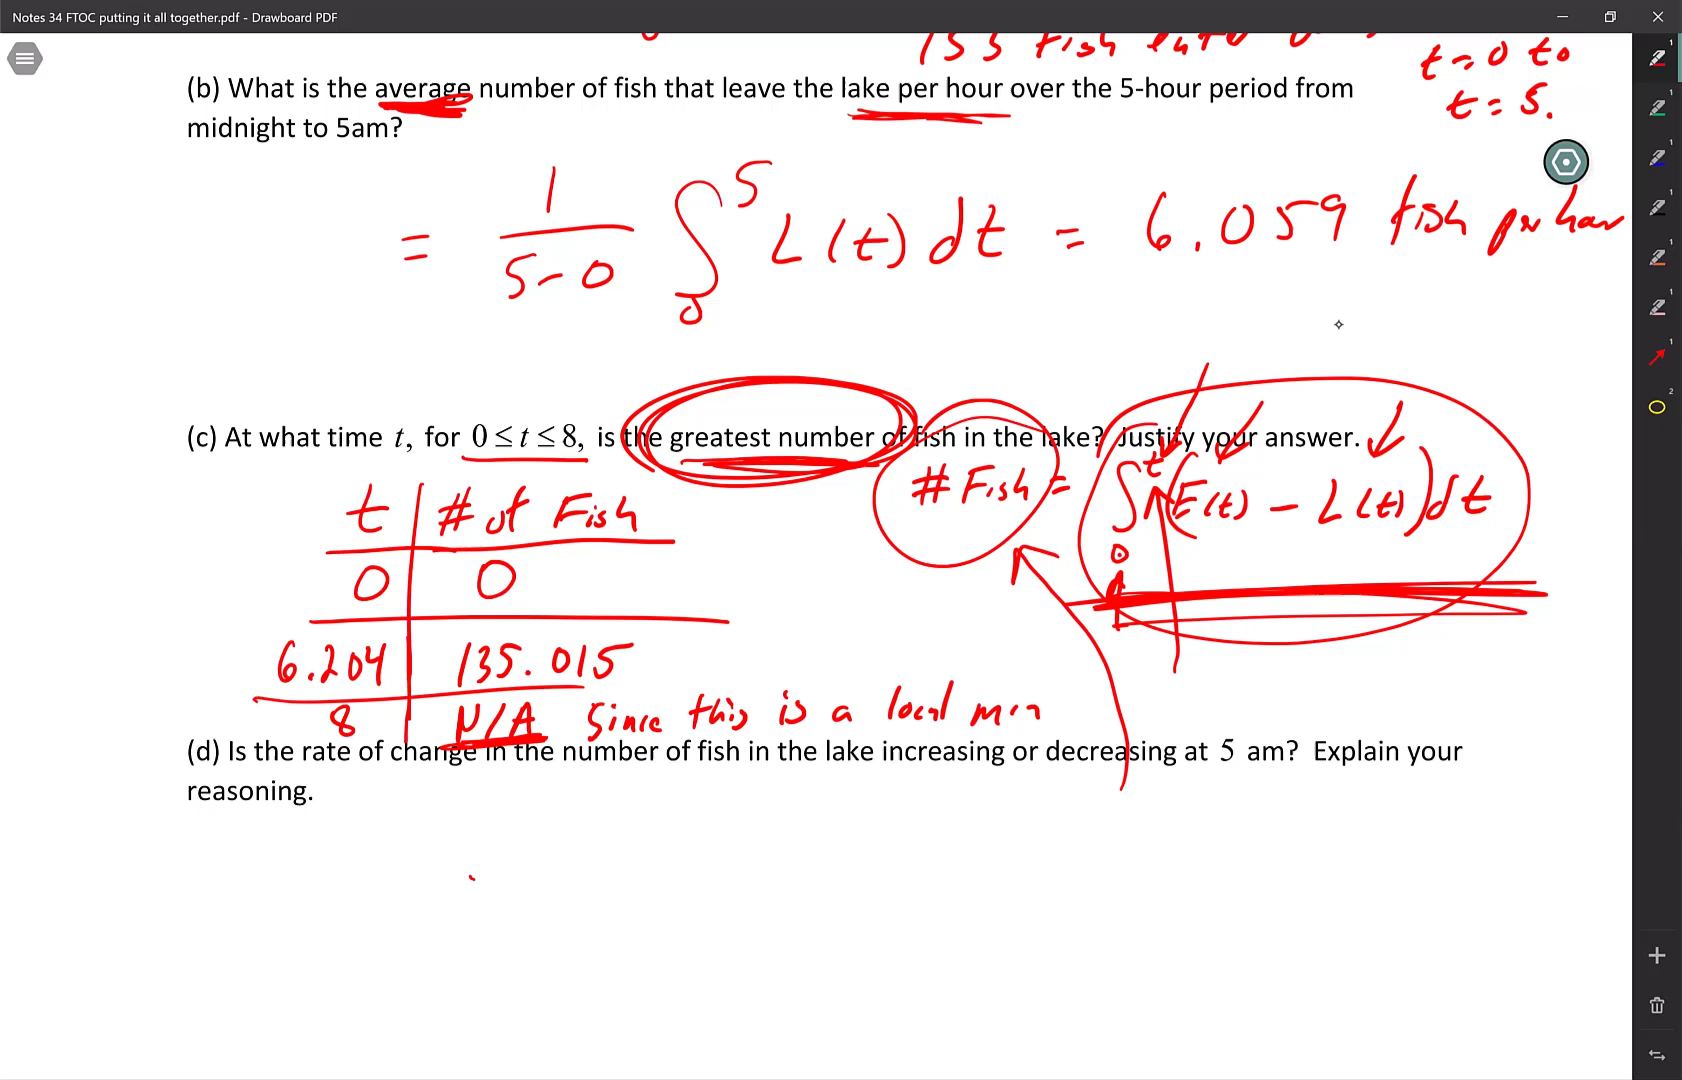 Notes 34 FTOC putting it all together.pdf - Drawboard PDF
153 Fish
t=0 to
t=5.
(b) What is the average number of fish that leave the lake per hour over the 5-hour period from
midnight to 5am?
= 1/(5-0) ∫₀⁵ L(t) dt = 6.059 fish per hour
(c) At what time t, for 0≤t≤8, is the greatest number of fish in the lake? Justify your answer.
t # of Fish
# Fish = ∫₀ᵗ (E(t) - L(t)) dt
0 0
6.204 135.015
8 N/A Since this is a local min
(d) Is the rate of change in the number of fish in the lake increasing or decreasing at 5 am? Explain your
reasoning.